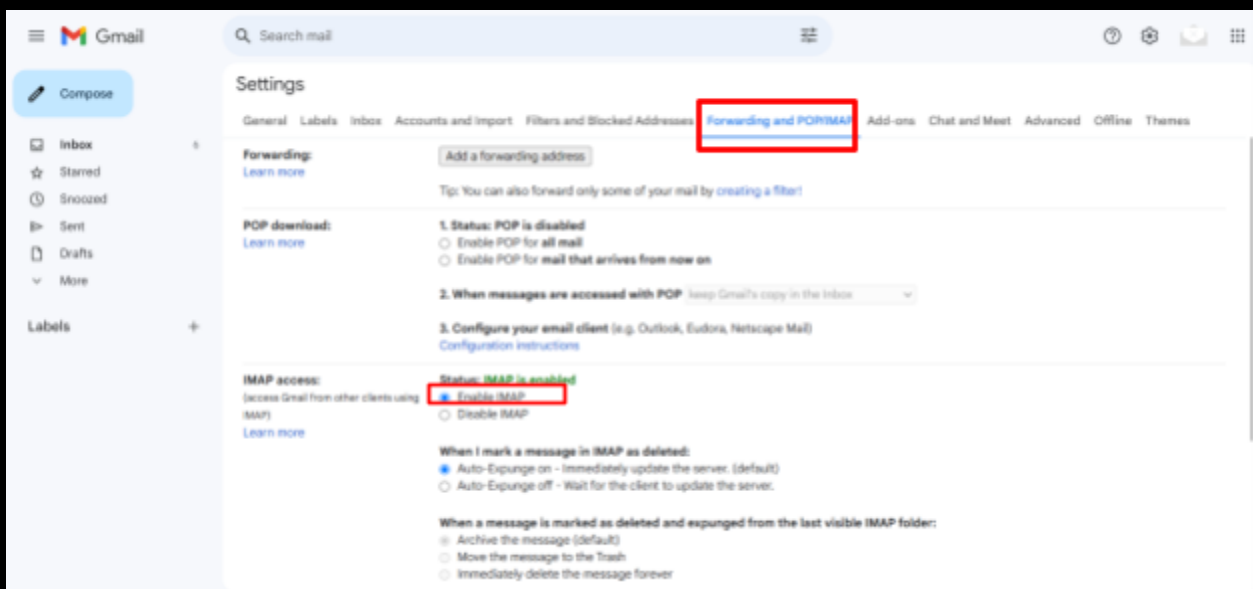 Gmail
Search mail
Compose
Inbox 6
Starred
Snoozed
Sent
Drafts
More
Labels +
Settings
General Labels Inbox Accounts and Import Filters and Blocked Addresses Forwarding and POP/IMAP Add-ons Chat and Meet Advanced Offline Themes
Forwarding:
Learn more
Add a forwarding address
Tip: You can also forward only some of your mail by creating a filter!
POP download:
Learn more
1. Status: POP is disabled
Enable POP for all mail
Enable POP for mail that arrives from now on
2. When messages are accessed with POP keep Gmail's copy in the Inbox
3. Configure your email client (e.g. Outlook, Eudora, Netscape Mail)
Configuration instructions
IMAP access:
(access Gmail from other clients using
IMAP)
Learn more
Status: IMAP is enabled
Enable IMAP
Disable IMAP
When I mark a message in IMAP as deleted:
Auto-Expunge on - Immediately update the server. (default)
Auto-Expunge off - Wait for the client to update the server.
When a message is marked as deleted and expunged from the last visible IMAP folder:
Archive the message (default)
Move the message to the Trash
Immediately delete the message forever